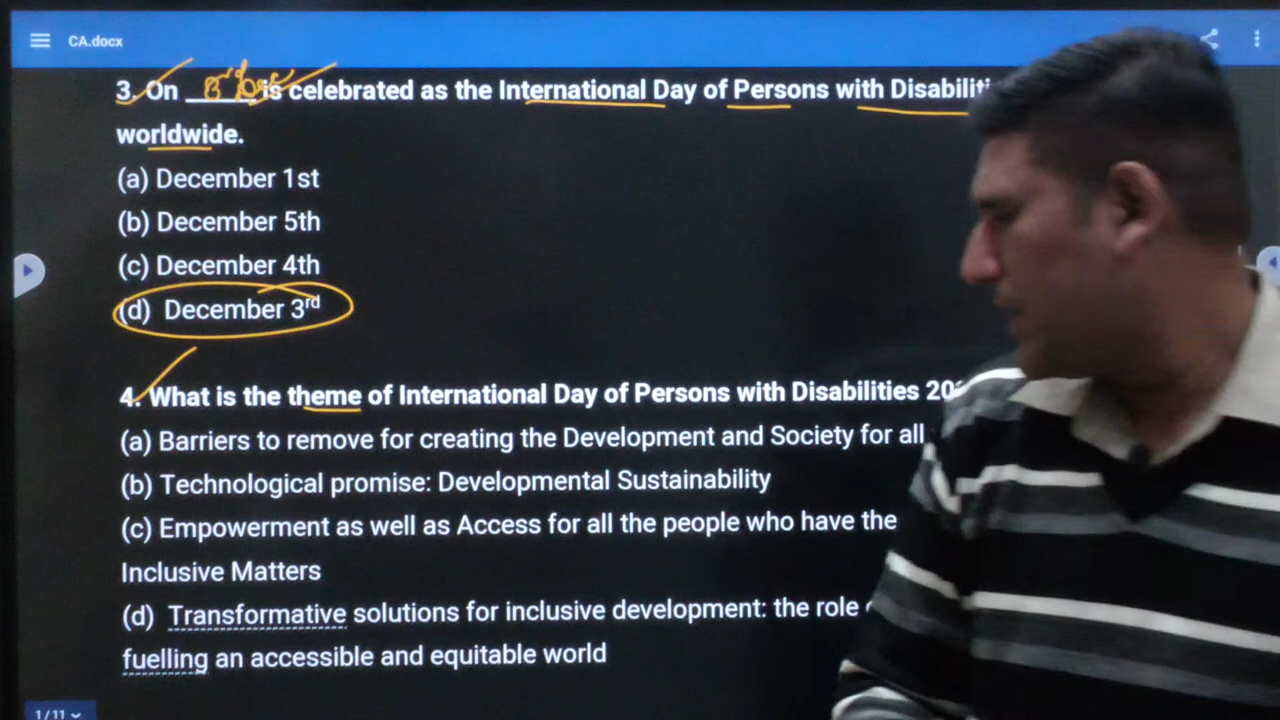 CA.docx
3. On 3rd Dec is celebrated as the International Day of Persons with
worldwide.
(a) December 1st
(b) December 5th
(c) December 4th
(d) December 3rd
4. What is the theme of International Day of Persons with Disabilities
(a) Barriers to remove for creating the Development and Society for all
(b) Technological promise: Developmental Sustainability
(c) Empowerment as well as Access for all the people who have the
Inclusive Matters
(d) Transformative solutions for inclusive development: the role
fuelling an accessible and equitable world
1/11